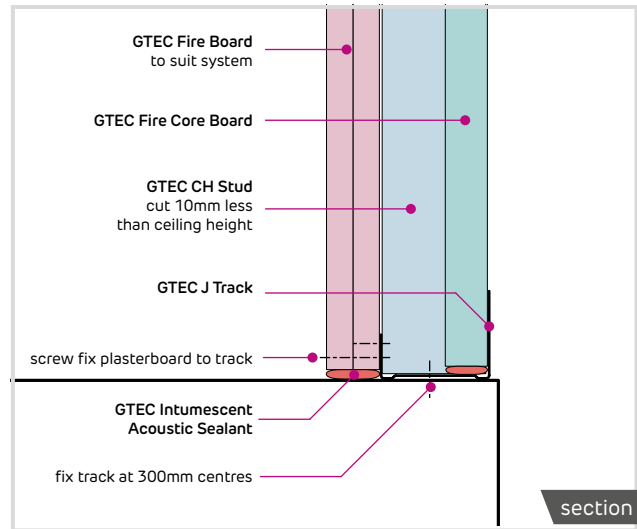 GTEC Fire Board
to suit system
GTEC Fire Core Board
GTEC CH Stud
cut 10mm less
than ceiling height
GTEC J Track
screw fix plasterboard to track
GTEC Intumescent
Acoustic Sealant
fix track at 300mm centres
section